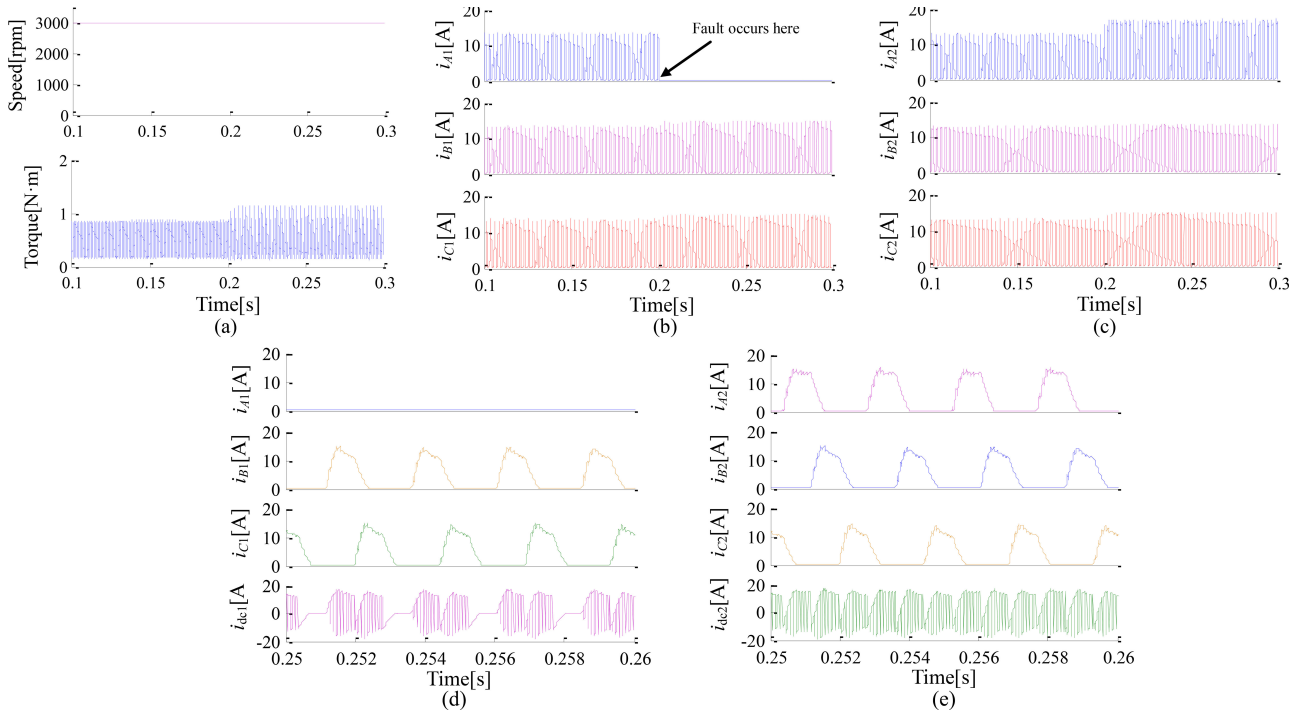 Speed[rpm]
3000
2000
1000
0
0.1 0.15 0.2 0.25 0.3
Torque[N·m]
2
1
0
0.1 0.15 0.2 0.25 0.3
Time[s]
(a)
Fault occurs here
iA1[A]
20
10
0
iB1[A]
20
10
0
iC1[A]
20
10
0
0.1 0.15 0.2 0.25 0.3
Time[s]
(b)
iA2[A]
20
10
0
iB2[A]
20
10
0
iC2[A]
20
10
0
0.1 0.15 0.2 0.25 0.3
Time[s]
(c)
iA1[A]
20
10
0
iB1[A]
20
10
0
iC1[A]
20
10
0
idc1[A
20
0
-20
0.25 0.252 0.254 0.256 0.258 0.26
Time[s]
(d)
iA2[A]
20
10
0
iB2[A]
20
10
0
iC2[A]
20
10
0
idc2[A]
20
0
-20
0.25 0.252 0.254 0.256 0.258 0.26
Time[s]
(e)